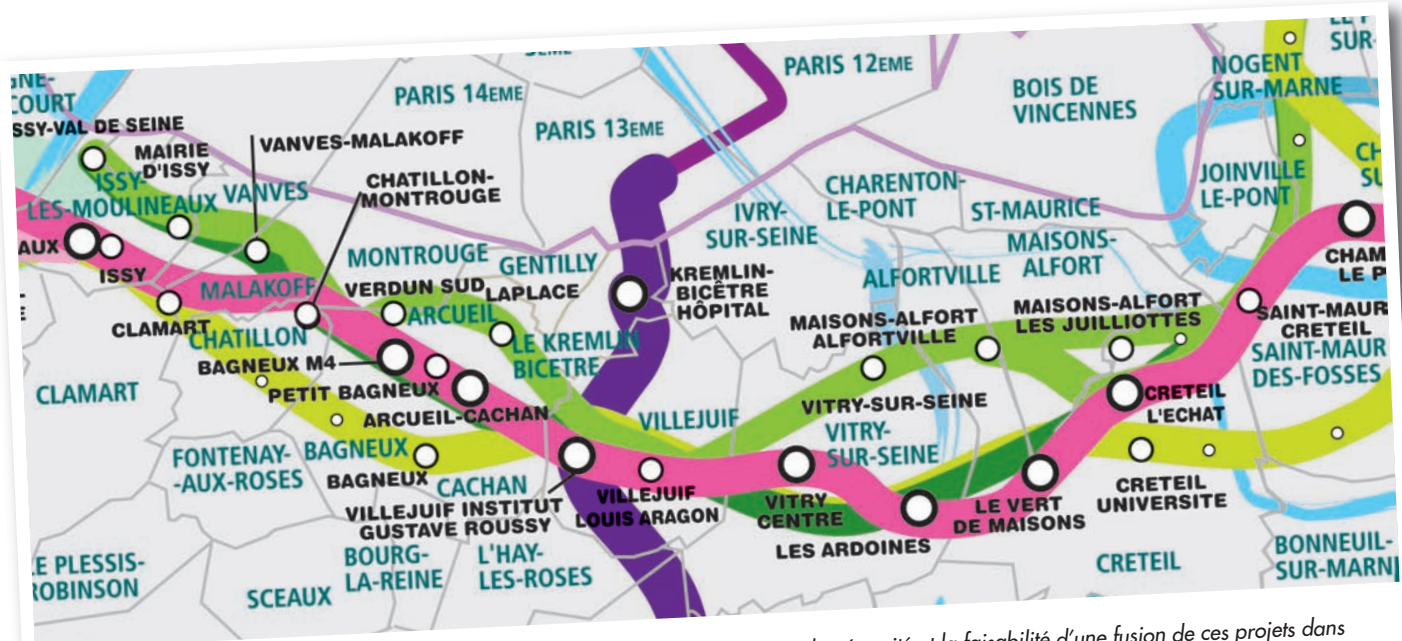 PARIS 12EME
NOGENT
SUR-MARNE
BOIS DE
VINCENNES
PARIS 14EME
PARIS 13EME
MAIRIE
D'ISSY
VANVES-MALAKOFF
ISSY-
LES-MOULINEAUX
VANVES
CHATILLON-
MONTROUGE
CHARENTON-
LE-PONT
ST-MAURICE
JOINVILLE
LE-PONT
IVRY-
SUR-SEINE
MAISONS-
ALFORT
MONTROUGE
GENTILLY
ALFORTVILLE
ISSY
MALAKOFF
VERDUN SUD
LAPLACE
KREMLIN-
BICÊTRE
HÔPITAL
CLAMART
CHATILLON
ARCUEIL
LE KREMLIN
BICETRE
MAISONS-ALFORT
ALFORTVILLE
MAISONS-ALFORT
LES JUILLIOTTES
SAINT-MAUR
CRETEIL
SAINT-MAUR
DES-FOSSES
BAGNEUX M4
PETIT BAGNEUX
CLAMART
ARCUEIL-CACHAN
VILLEJUIF
VITRY-SUR-SEINE
CRETEIL
L'ECHAT
VITRY-
SUR-SEINE
FONTENAY-
-AUX-ROSES
BAGNEUX
BAGNEUX
CACHAN
VILLEJUIF INSTITUT
GUSTAVE ROUSSY
VILLEJUIF
LOUIS ARAGON
VITRY
CENTRE
LES ARDOINES
LE VERT
DE MAISONS
CRETEIL
UNIVERSITE
BOURG-
LA-REINE
L'HAY-
LES-ROSES
SCEAUX
CRETEIL
BONNEUIL-
SUR-MARN
E PLESSIS-
ROBINSON
la faisabilité d'une fusion de ces projets dans